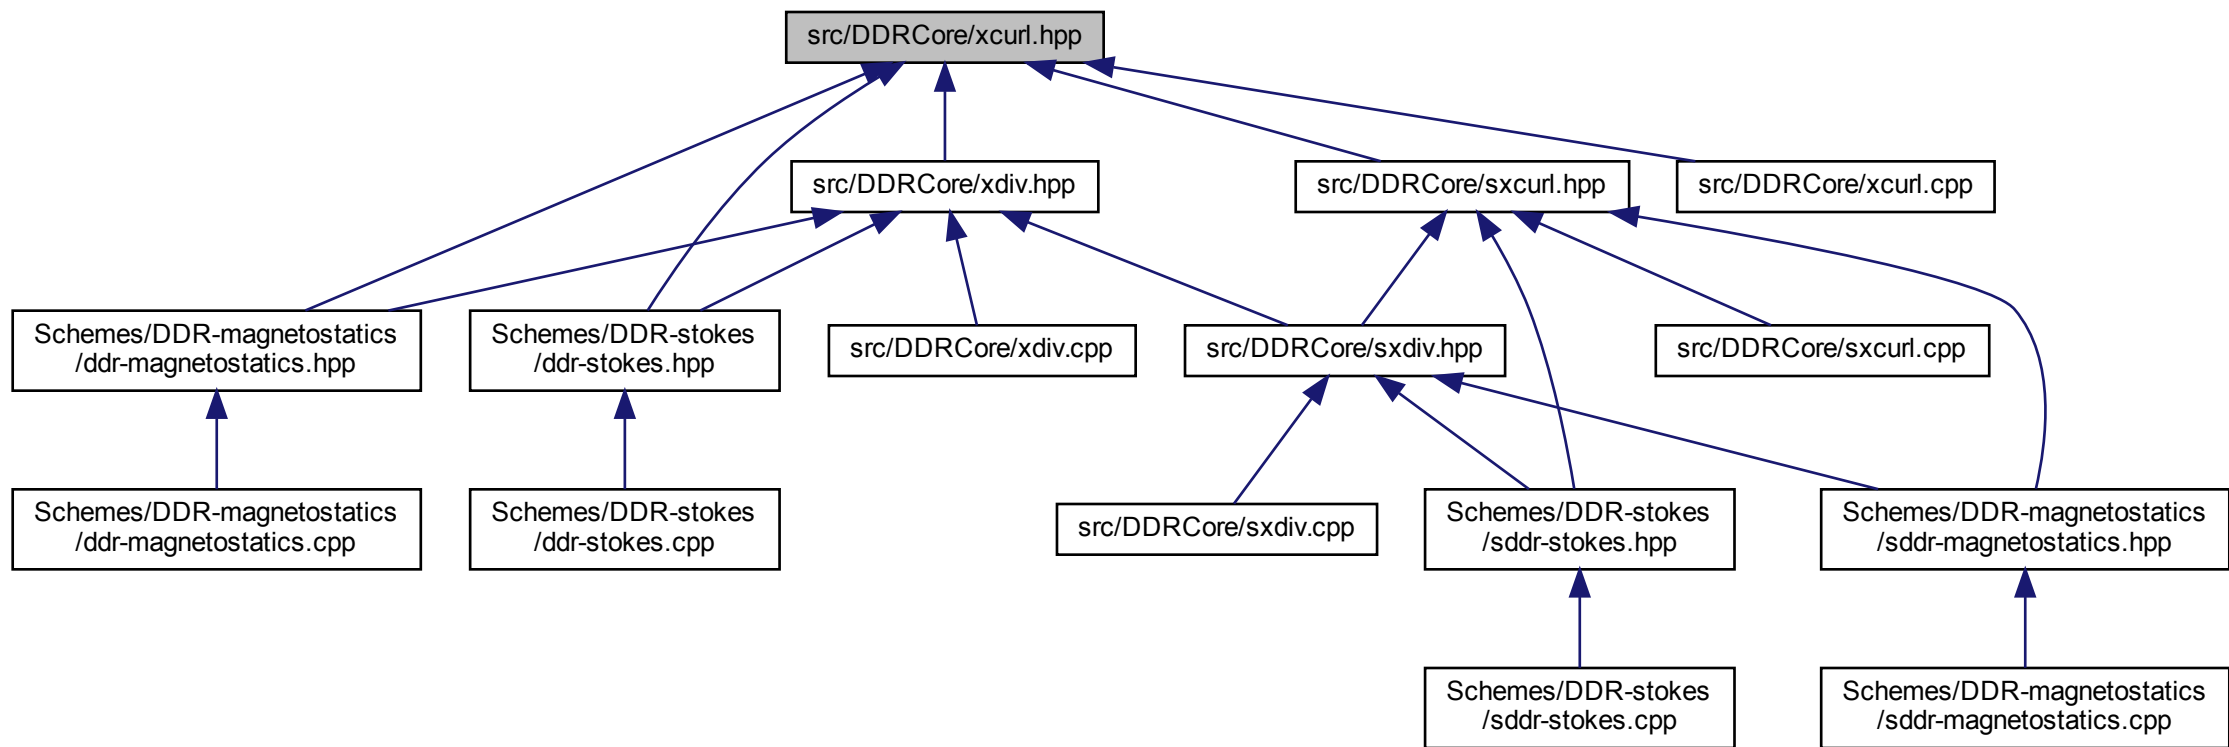 src/DDRCore/xcurl.hpp
src/DDRCore/xdiv.hpp
src/DDRCore/sxcurl.hpp
src/DDRCore/xcurl.cpp
Schemes/DDR-magnetostatics
/ddr-magnetostatics.hpp
Schemes/DDR-stokes
/ddr-stokes.hpp
src/DDRCore/xdiv.cpp
src/DDRCore/sxdiv.hpp
src/DDRCore/sxcurl.cpp
Schemes/DDR-magnetostatics
/ddr-magnetostatics.cpp
Schemes/DDR-stokes
/ddr-stokes.cpp
src/DDRCore/sxdiv.cpp
Schemes/DDR-stokes
/sddr-stokes.hpp
Schemes/DDR-magnetostatics
/sddr-magnetostatics.hpp
Schemes/DDR-stokes
/sddr-stokes.cpp
Schemes/DDR-magnetostatics
/sddr-magnetostatics.cpp